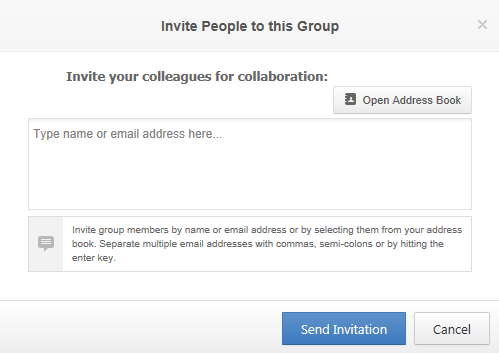 Invite People to this Group
×
Invite your colleagues for collaboration:
Open Address Book
Type name or email address here...
Invite group members by name or email address or by selecting them from your address
book. Separate multiple email addresses with commas, semi-colons or by hitting the
enter key.
Send Invitation
Cancel